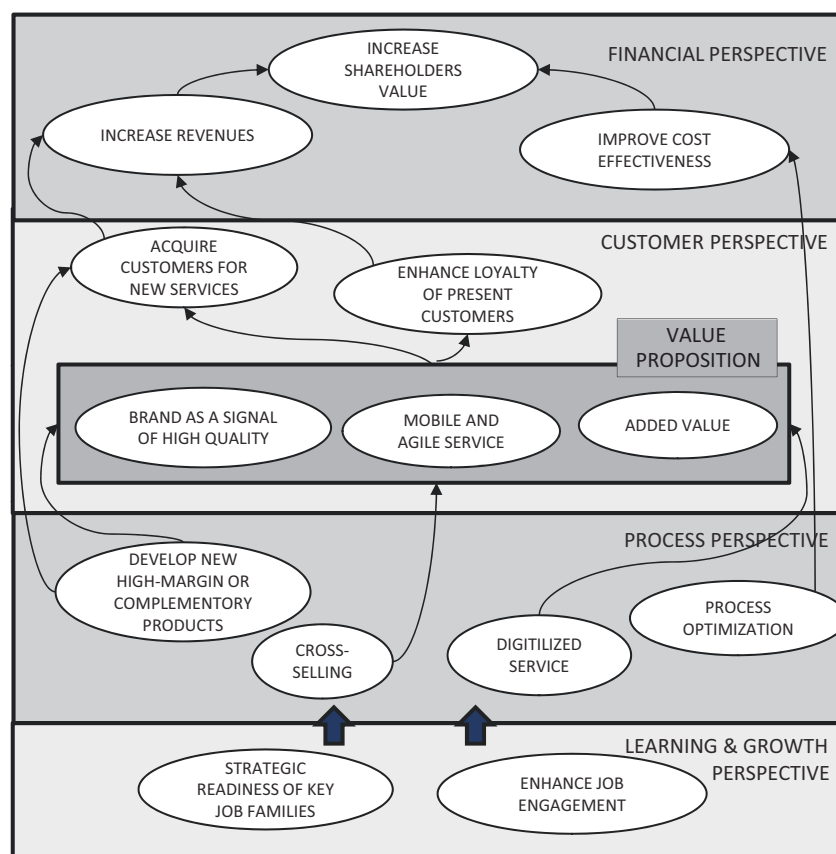 FINANCIAL PERSPECTIVE
INCREASE
SHAREHOLDERS
VALUE
INCREASE REVENUES
IMPROVE COST
EFFECTIVENESS
CUSTOMER PERSPECTIVE
ACQUIRE
CUSTOMERS FOR
NEW SERVICES
ENHANCE LOYALTY
OF PRESENT
CUSTOMERS
VALUE
PROPOSITION
BRAND AS A SIGNAL
OF HIGH QUALITY
MOBILE AND
AGILE SERVICE
ADDED VALUE
PROCESS PERSPECTIVE
DEVELOP NEW
HIGH-MARGIN OR
COMPLEMENTORY
PRODUCTS
CROSS-
SELLING
DIGITILIZED
SERVICE
PROCESS
OPTIMIZATION
LEARNING & GROWTH
PERSPECTIVE
STRATEGIC
READINESS OF KEY
JOB FAMILIES
ENHANCE JOB
ENGAGEMENT